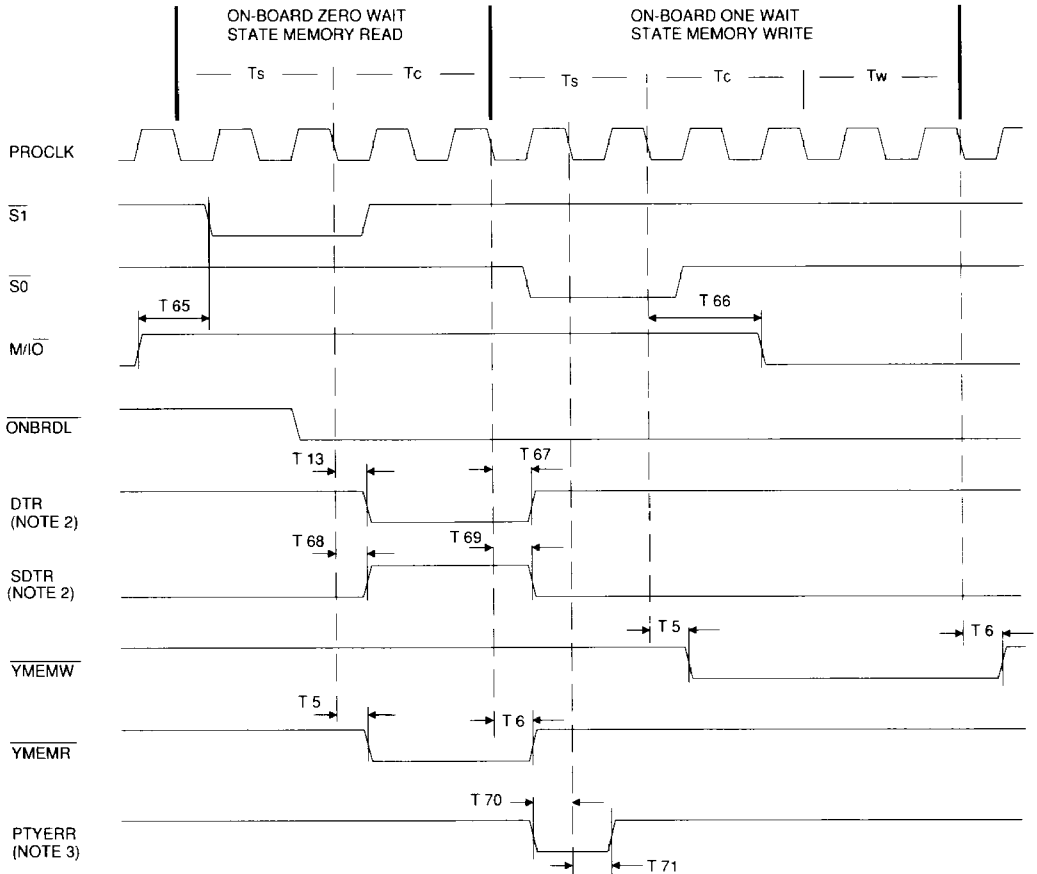 ON-BOARD ZERO WAIT
STATE MEMORY READ
ON-BOARD ONE WAIT
STATE MEMORY WRITE
Ts
Tc
Ts
Tc
Tw
PROCLK
S1
S0
T 65
T 66
M/IO
ONBRDL
T 13
T 67
DTR
(NOTE 2)
T 68
T 69
SDTR
(NOTE 2)
T 5
T 6
YMEMW
T 5
T 6
YMEMR
T 70
PTYERR
(NOTE 3)
T 71